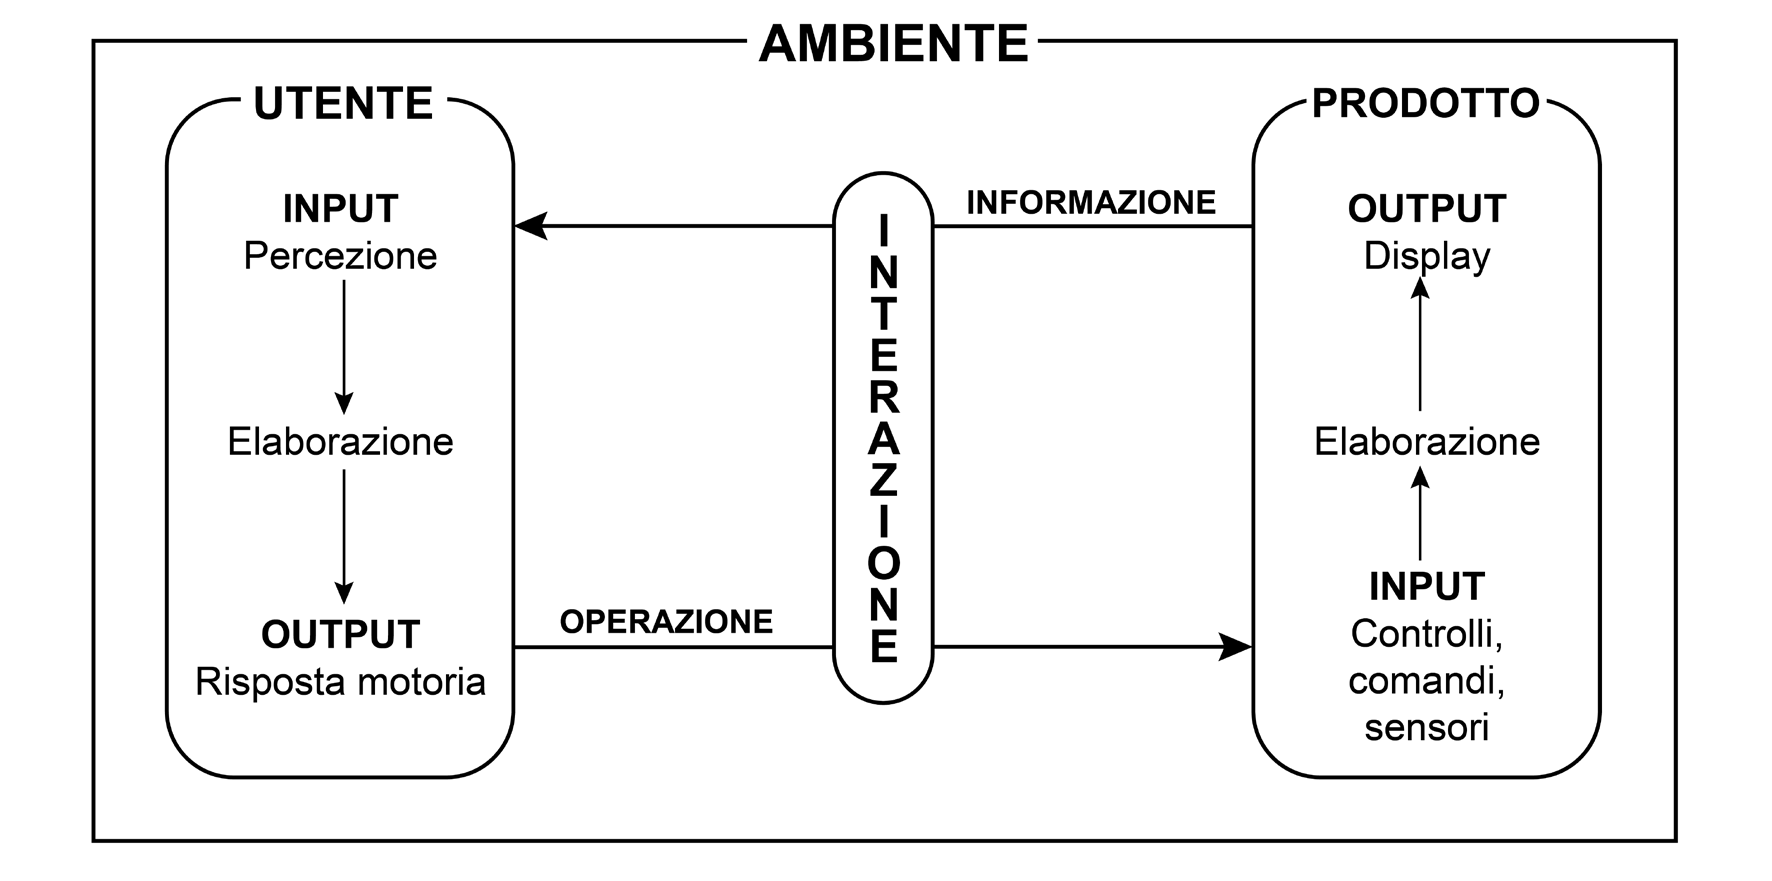 AMBIENTE
UTENTE
INPUT
Percezione
Elaborazione
OUTPUT
Risposta motoria
INTERAZIONE
INFORMAZIONE
OPERAZIONE
PRODOTTO
OUTPUT
Display
Elaborazione
INPUT
Controlli,
comandi,
sensori